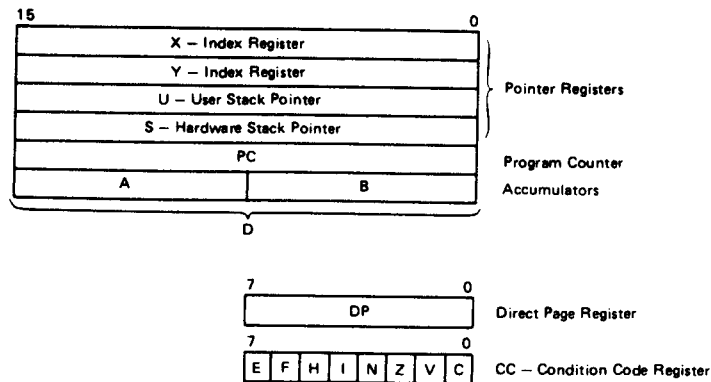 15 0
X – Index Register
Y – Index Register
U – User Stack Pointer
S – Hardware Stack Pointer
Pointer Registers
PC
Program Counter
A B
Accumulators
D
7 0
DP
Direct Page Register
7 0
E F H I N Z V C
CC – Condition Code Register